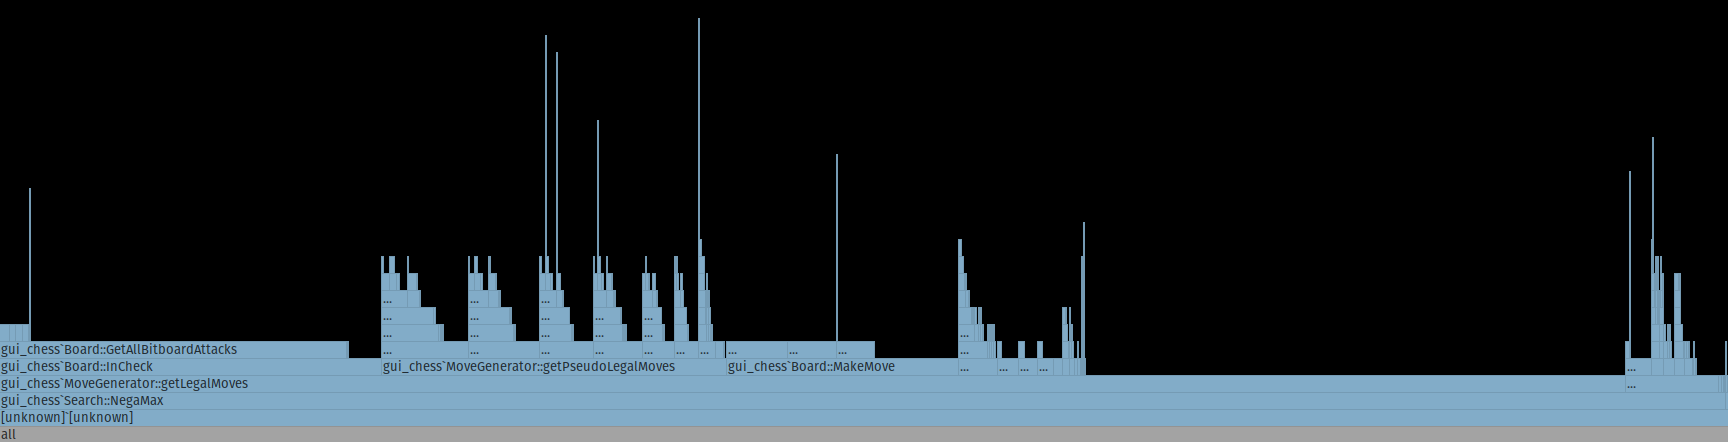 ...
... ... ... ... ...
... ... ... ...
... ... ... ... ...
gui_chess`Board::GetAllBitboardAttacks ... ... ... ... ... ... ... ... ... ... ...
gui_chess`Board::InCheck gui_chess`MoveGenerator::getPseudoLegalMoves gui_chess`Board::MakeMove ... ... ... ... ...
gui_chess`MoveGenerator::getLegalMoves ...
gui_chess`Search::NegaMax
[unknown]`[unknown]
all